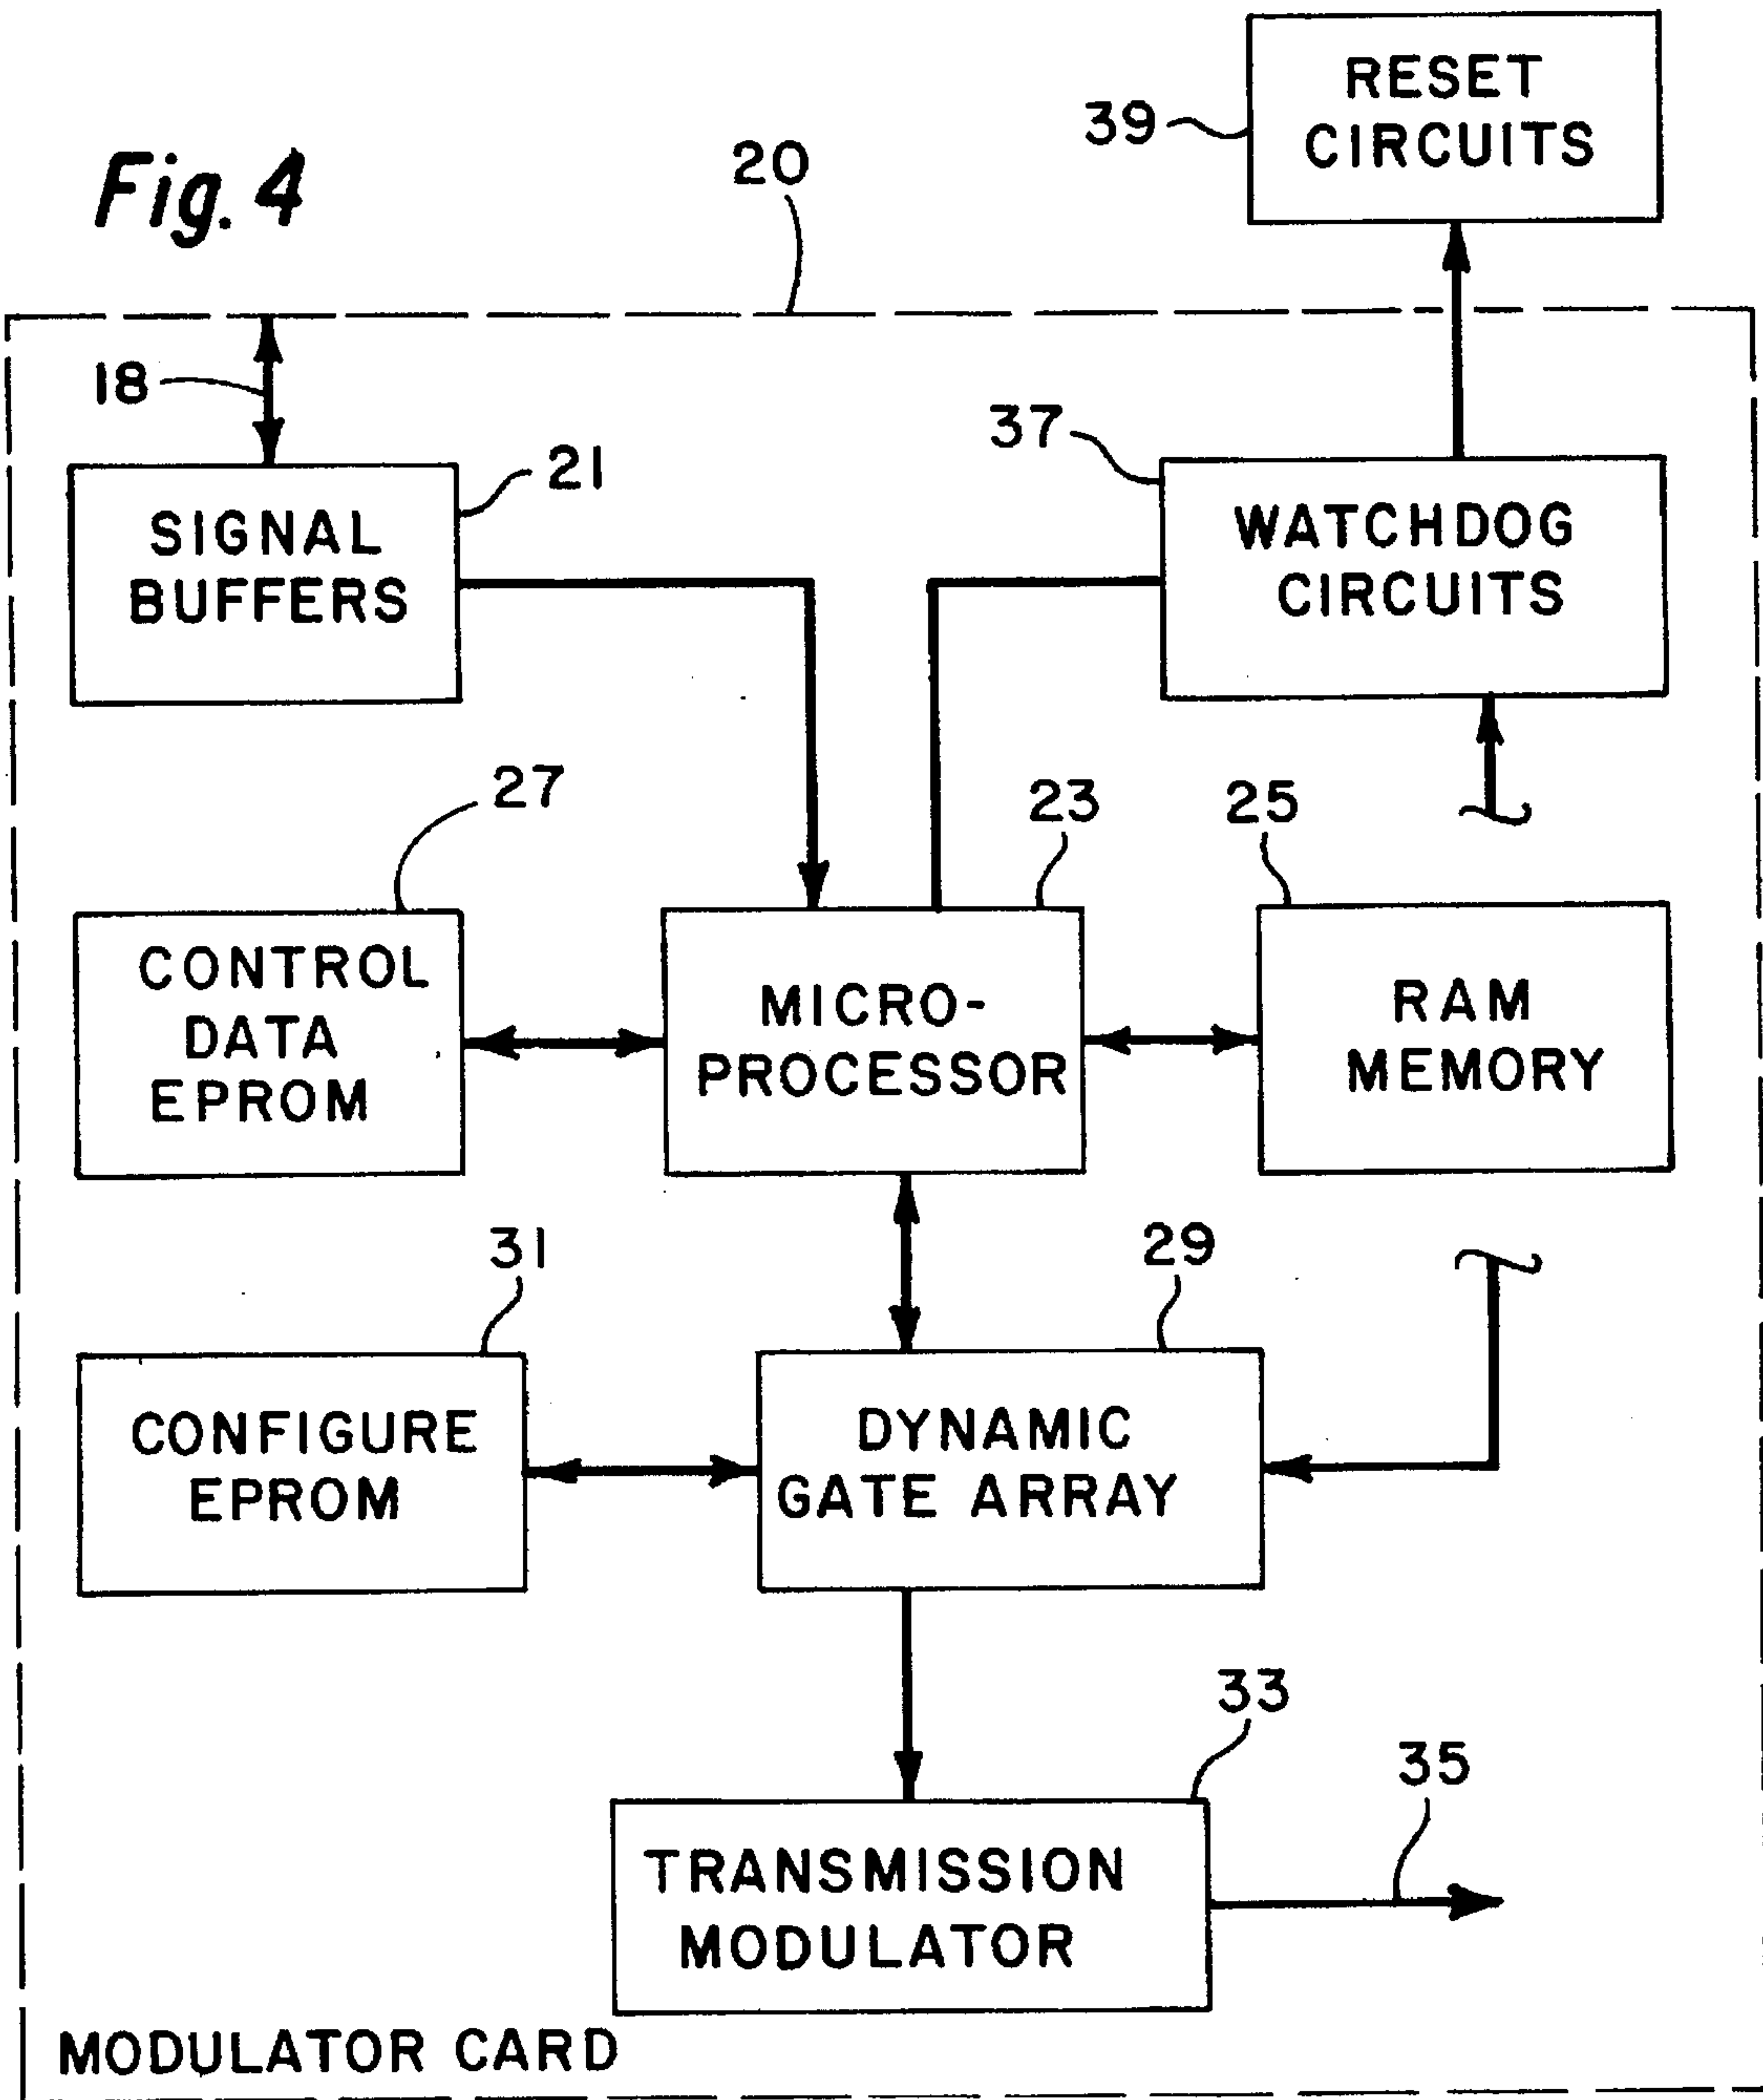 Fig. 4
20
39
RESET
CIRCUITS
18
21
SIGNAL
BUFFERS
37
WATCHDOG
CIRCUITS
27
CONTROL
DATA
EPROM
23
MICRO-
PROCESSOR
25
RAM
MEMORY
31
CONFIGURE
EPROM
29
DYNAMIC
GATE ARRAY
33
TRANSMISSION
MODULATOR
35
MODULATOR CARD